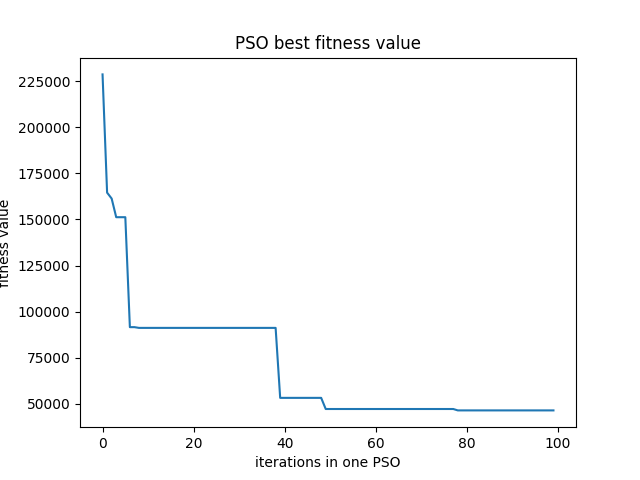 PSO best fitness value
225000
200000
175000
150000
125000
100000
75000
50000
fitness value
0 20 40 60 80 100
iterations in one PSO